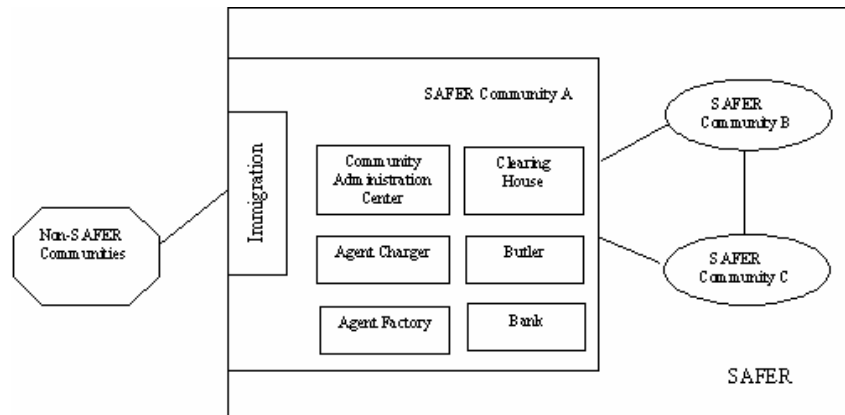 SAFER Community A
SAFER
Community B
Immigration
Community
Administration
Center
Clearing
House
Non-SAFER
Communities
Agent Charger
Butler
SAFER
Community C
Agent Factory
Bank
SAFER